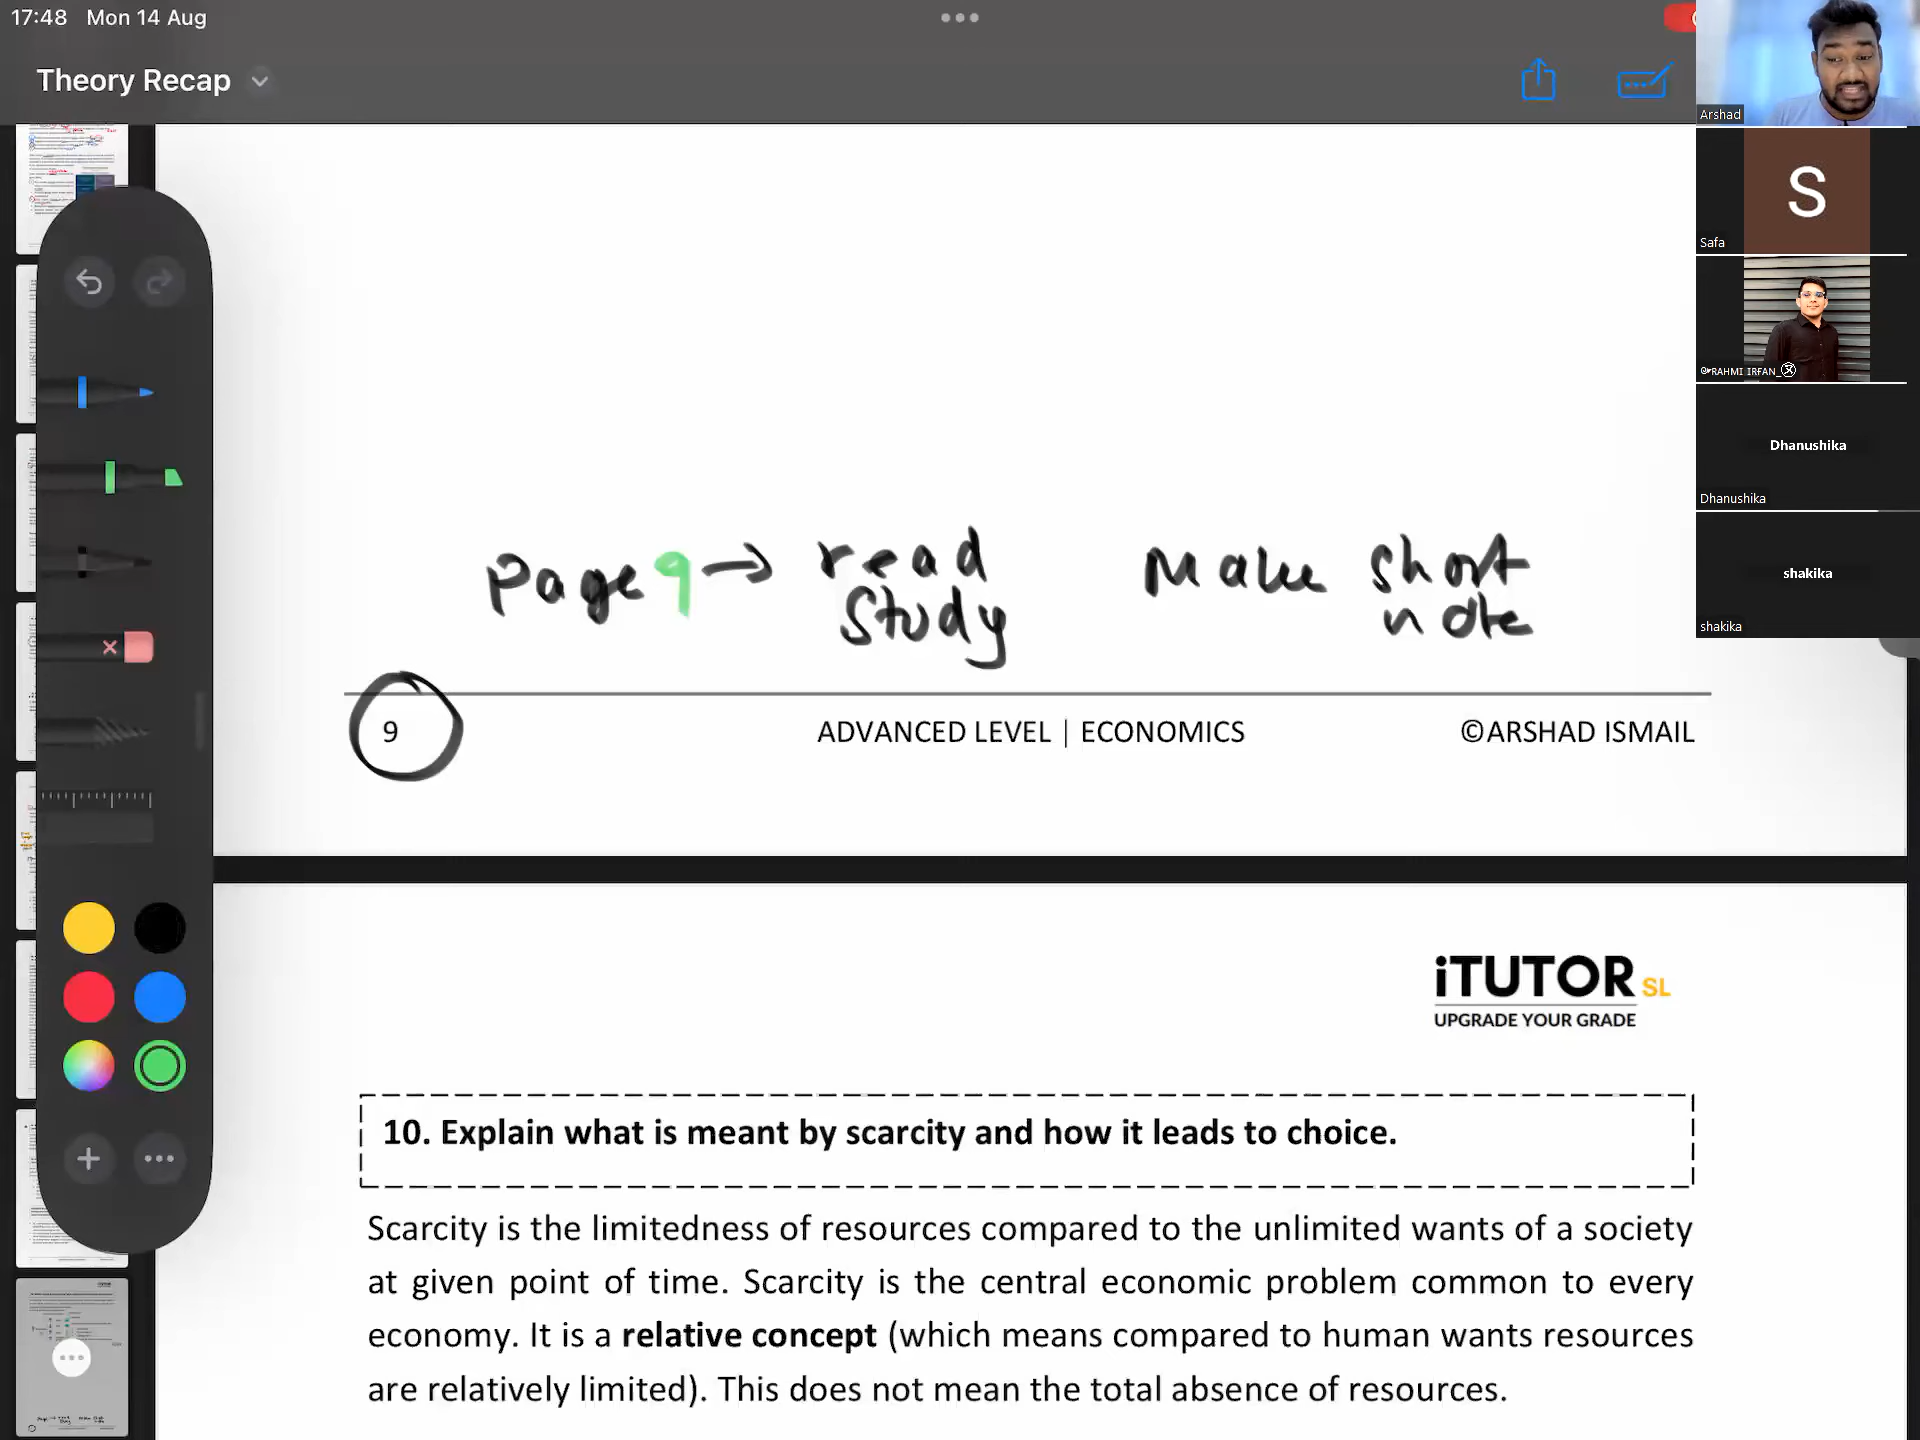 17:48 Mon 14 Aug
Theory Recap
Arshad
S
Safa
RAHMI IRFAN_
Dhanushika
Dhanushika
shakika
shakika
Page 9 → read Make short
Study note
9 ADVANCED LEVEL | ECONOMICS ©ARSHAD ISMAIL
iTUTOR SL
UPGRADE YOUR GRADE
10. Explain what is meant by scarcity and how it leads to choice.
Scarcity is the limitedness of resources compared to the unlimited wants of a society
at given point of time. Scarcity is the central economic problem common to every
economy. It is a relative concept (which means compared to human wants resources
are relatively limited). This does not mean the total absence of resources.